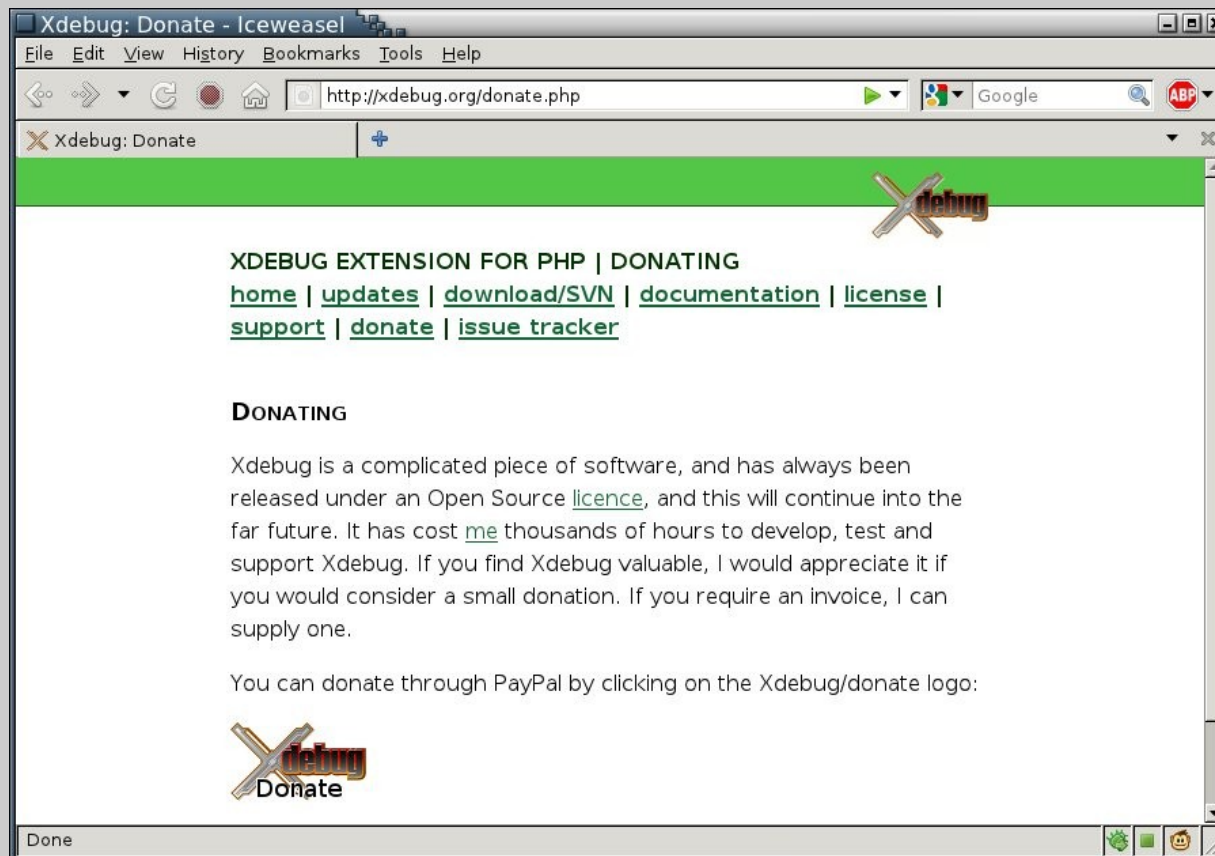 Xdebug: Donate - Iceweasel
File Edit View History Bookmarks Tools Help
http://xdebug.org/donate.php
Google
ABP
Xdebug: Donate
Xdebug
XDEBUG EXTENSION FOR PHP | DONATING
home | updates | download/SVN | documentation | license |
support | donate | issue tracker
DONATING
Xdebug is a complicated piece of software, and has always been
released under an Open Source licence, and this will continue into the
far future. It has cost me thousands of hours to develop, test and
support Xdebug. If you find Xdebug valuable, I would appreciate it if
you would consider a small donation. If you require an invoice, I can
supply one.
You can donate through PayPal by clicking on the Xdebug/donate logo:
Xdebug
Donate
Done